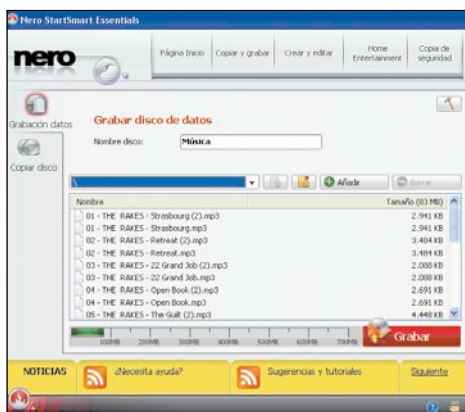 Nero StartSmart Essentials
nero
Página Inicio
Copiar y grabar
Crear y editar
Home Entertainment
Copia de seguridad
Grabación datos
Copiar disco
Grabar disco de datos
Nombre disco: Música
\
Añadir
Borrar
Nombre Tamaño (83 MB)
01 - THE RAKES - Strasbourg (2).mp3 2.941 KB
01 - THE RAKES - Strasbourg.mp3 2.941 KB
02 - THE RAKES - Retreat (2).mp3 3.484 KB
02 - THE RAKES - Retreat.mp3 3.484 KB
03 - THE RAKES - 22 Grand Job (2).mp3 2.008 KB
03 - THE RAKES - 22 Grand Job.mp3 2.008 KB
04 - THE RAKES - Open Book (2).mp3 2.691 KB
04 - THE RAKES - Open Book.mp3 2.691 KB
05 - THE RAKES - The Guilt (2).mp3 4.448 KB
100MB 200MB 300MB 400MB 500MB 600MB 700MB
Grabar
NOTICIAS
¿Necesita ayuda?
Sugerencias y tutoriales
Siguiente